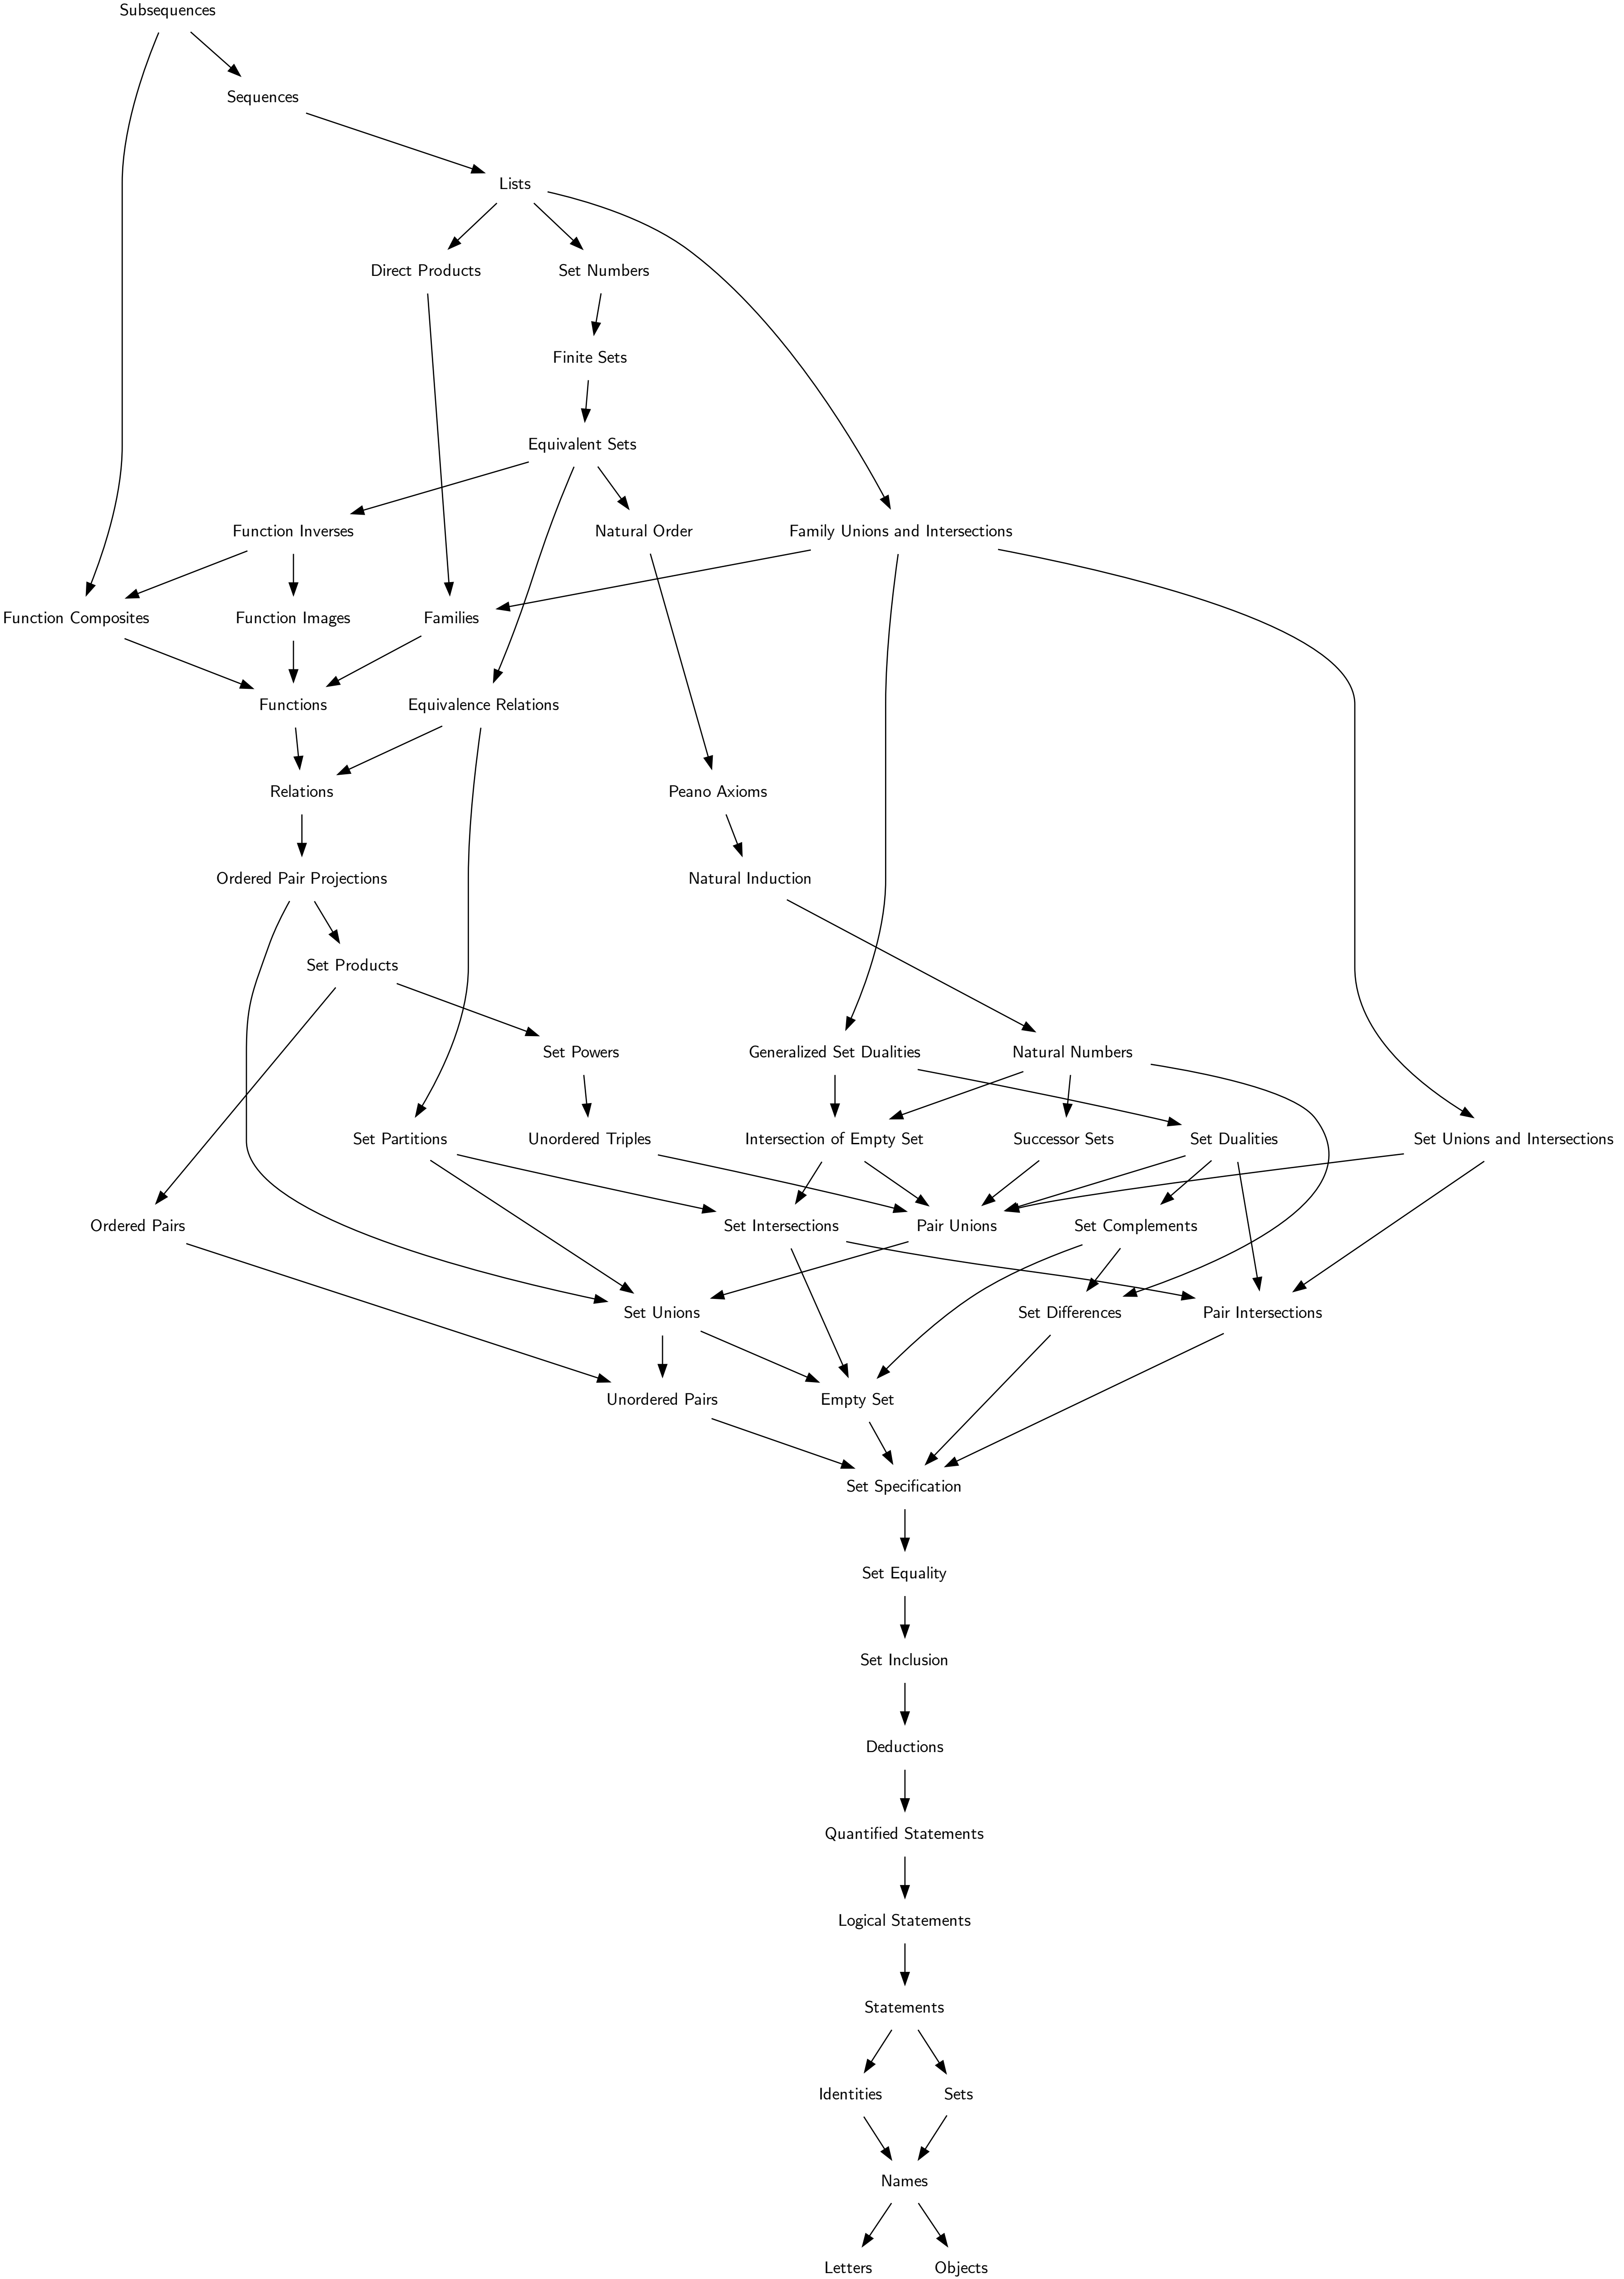 Subsequences
Sequences
Lists
Direct Products
Set Numbers
Finite Sets
Equivalent Sets
Function Inverses
Natural Order
Family Unions and Intersections
Function Composites
Function Images
Families
Functions
Equivalence Relations
Relations
Peano Axioms
Ordered Pair Projections
Natural Induction
Set Products
Set Powers
Generalized Set Dualities
Natural Numbers
Set Partitions
Unordered Triples
Intersection of Empty Set
Successor Sets
Set Dualities
Set Unions and Intersections
Ordered Pairs
Set Intersections
Pair Unions
Set Complements
Set Unions
Set Differences
Pair Intersections
Unordered Pairs
Empty Set
Set Specification
Set Equality
Set Inclusion
Deductions
Quantified Statements
Logical Statements
Statements
Identities
Sets
Names
Letters
Objects